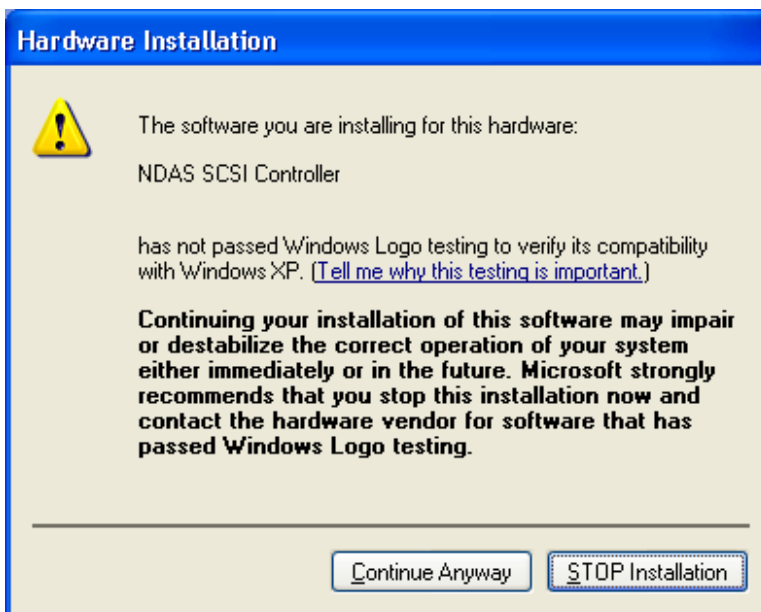 Hardware Installation
The software you are installing for this hardware:
NDAS SCSI Controller
has not passed Windows Logo testing to verify its compatibility
with Windows XP. (Tell me why this testing is important.)
Continuing your installation of this software may impair
or destabilize the correct operation of your system
either immediately or in the future. Microsoft strongly
recommends that you stop this installation now and
contact the hardware vendor for software that has
passed Windows Logo testing.
Continue Anyway
STOP Installation